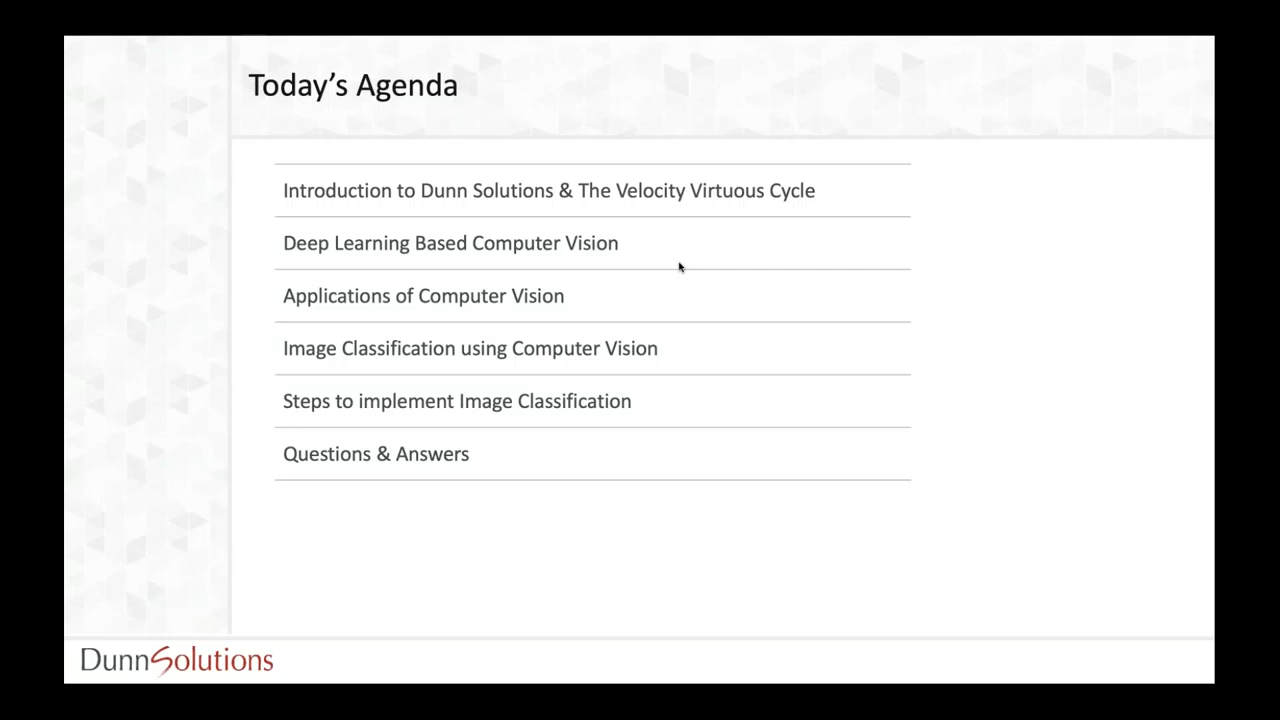 Today’s Agenda
Introduction to Dunn Solutions & The Velocity Virtuous Cycle
Deep Learning Based Computer Vision
Applications of Computer Vision
Image Classification using Computer Vision
Steps to implement Image Classification
Questions & Answers
DunnSolutions